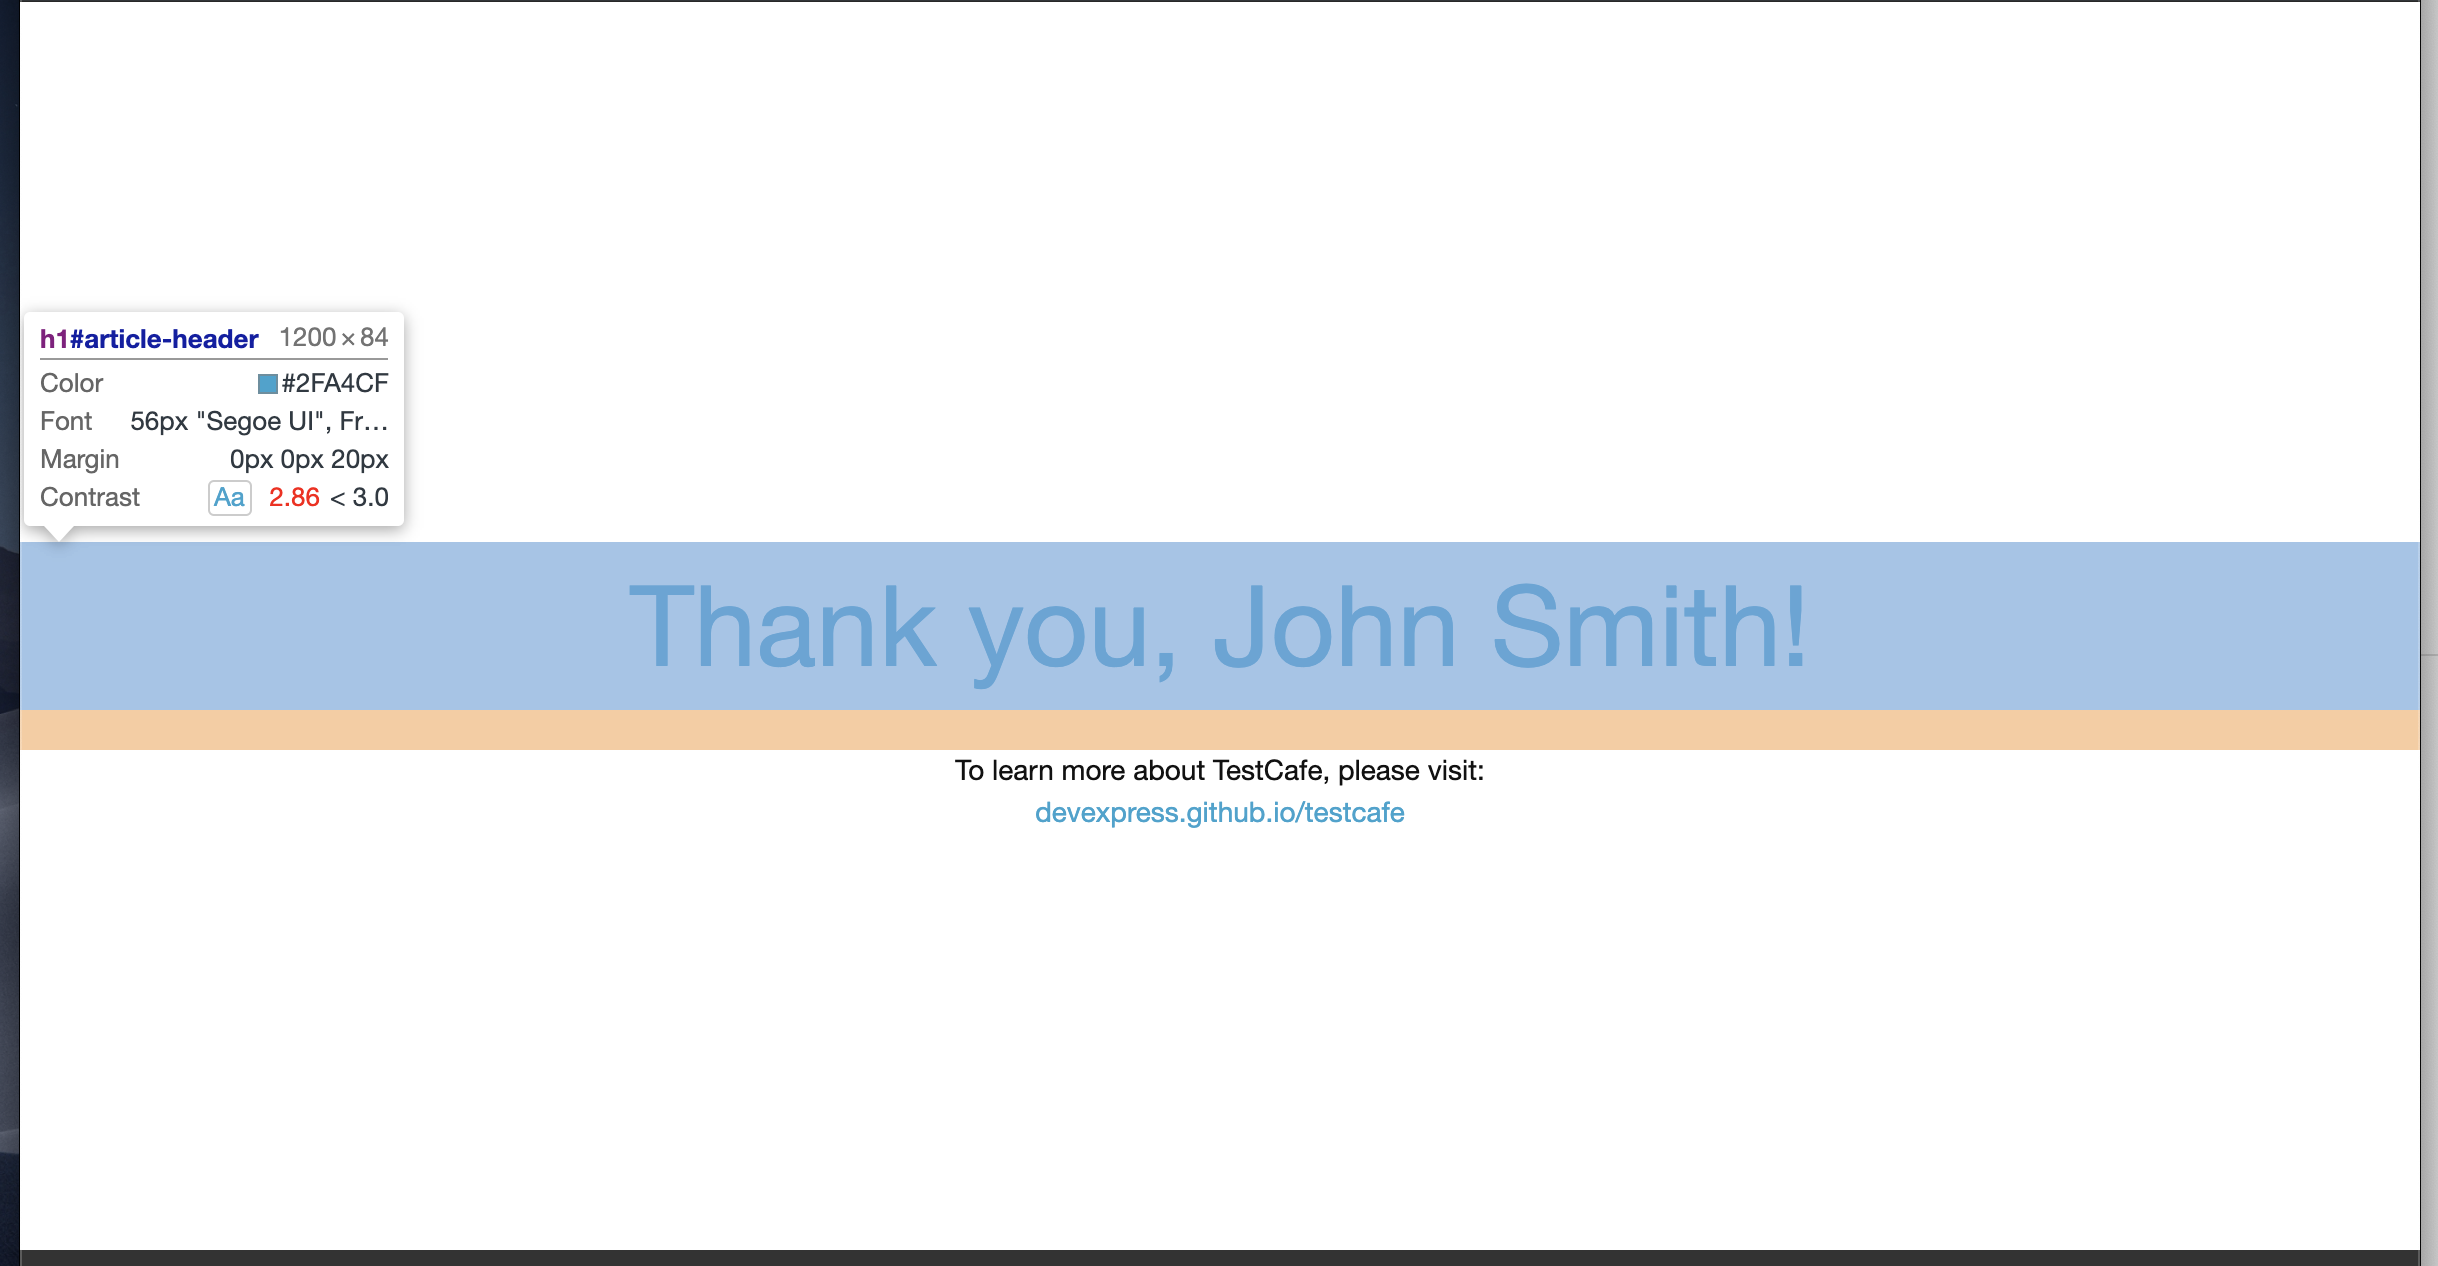 h1#article-header 1200 × 84
Color #2FA4CF
Font 56px "Segoe UI", Fr…
Margin 0px 0px 20px
Contrast Aa 2.86 < 3.0
Thank you, John Smith!
To learn more about TestCafe, please visit:
devexpress.github.io/testcafe